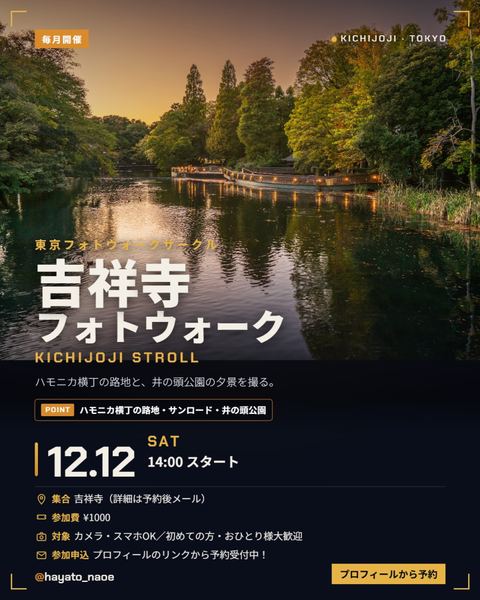 毎月開催
KICHIJOJI · TOKYO
東京フォトウォークサークル
吉祥寺
フォトウォーク
KICHIJOJI STROLL
ハモニカ横丁の路地と、井の頭公園の夕景を撮る。
POINT ハモニカ横丁の路地・サンロード・井の頭公園
12.12
SAT
14:00 スタート
集合 吉祥寺（詳細は予約後メール）
参加費 ¥1000
対象 カメラ・スマホOK／初めての方・おひとり様大歓迎
参加申込 プロフィールのリンクから予約受付中！
@hayato_naoe
プロフィールから予約